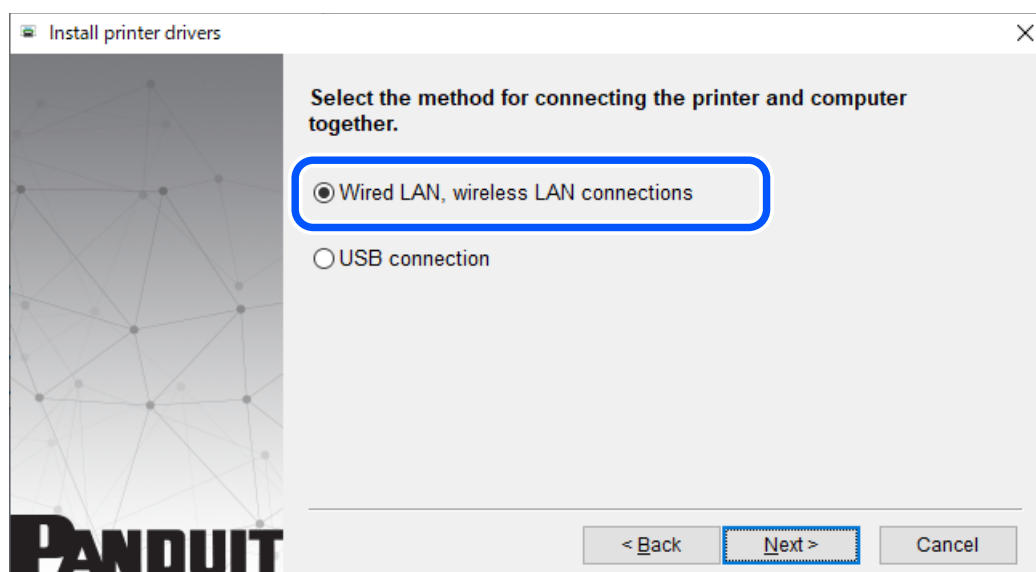 Install printer drivers
Select the method for connecting the printer and computer
together.
Wired LAN, wireless LAN connections
USB connection
PANDUIT
< Back
Next >
Cancel